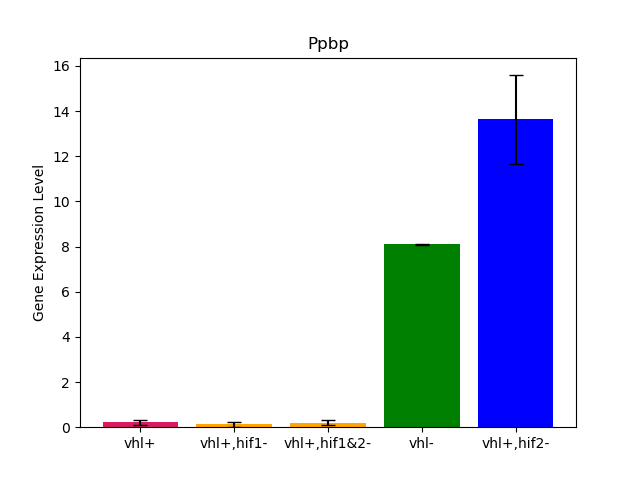 Ppbp
Gene Expression Level
16
14
12
10
8
6
4
2
0
vhl+
vhl+,hif1-
vhl+,hif1&2-
vhl-
vhl+,hif2-